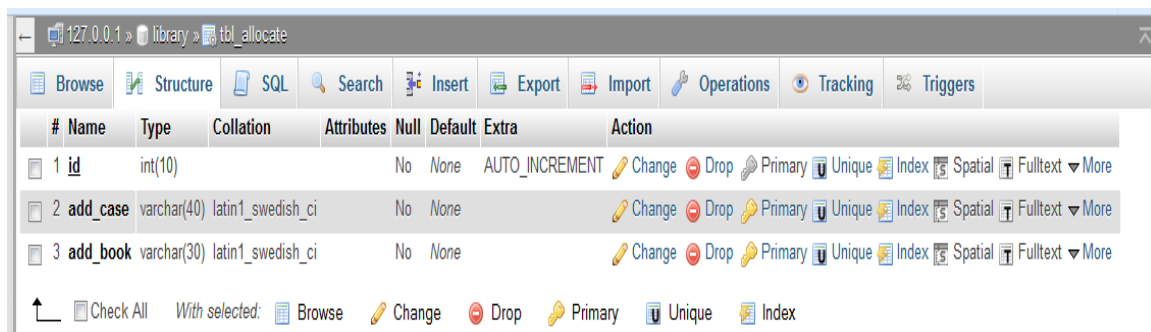 127.0.0.1 » library » tbl_allocate
Browse Structure SQL Search Insert Export Import Operations Tracking Triggers
# Name Type Collation Attributes Null Default Extra Action
1 id int(10) No None AUTO_INCREMENT Change Drop Primary Unique Index Spatial Fulltext More
2 add_case varchar(40) latin1_swedish_ci No None Change Drop Primary Unique Index Spatial Fulltext More
3 add_book varchar(30) latin1_swedish_ci No None Change Drop Primary Unique Index Spatial Fulltext More
Check All With selected: Browse Change Drop Primary Unique Index